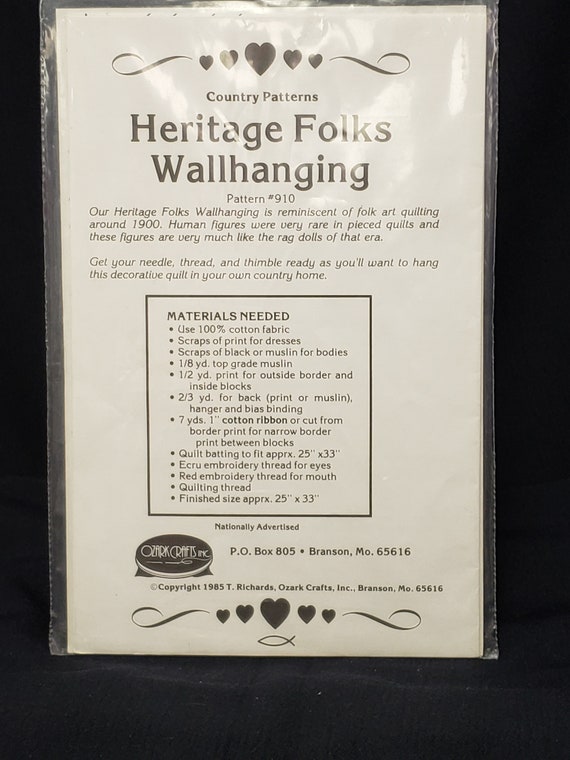 Country Patterns
Heritage Folks
Wallhanging
Pattern #910
Our Heritage Folks Wallhanging is reminiscent of folk art quilting
around 1900. Human figures were very rare in pieced quilts and
these figures are very much like the rag dolls of that era.
Get your needle, thread, and thimble ready as you'll want to hang
this decorative quilt in your own country home.
MATERIALS NEEDED
• Use 100% cotton fabric
• Scraps of print for dresses
• Scraps of black or muslin for bodies
• 1/8 yd. top grade muslin
• 1/2 yd. print for outside border and
inside blocks
• 2/3 yd. for back (print or muslin),
hanger and bias binding
• 7 yds. 1" cotton ribbon or cut from
border print for narrow border
print between blocks
• Quilt batting to fit apprx. 25" x33"
• Ecru embroidery thread for eyes
• Red embroidery thread for mouth
• Quilting thread
• Finished size apprx. 25" x 33"
Nationally Advertised
OZARK CRAFTS INC.
P.O. Box 805 • Branson, Mo. 65616
©Copyright 1985 T. Richards, Ozark Crafts, Inc., Branson, Mo. 65616